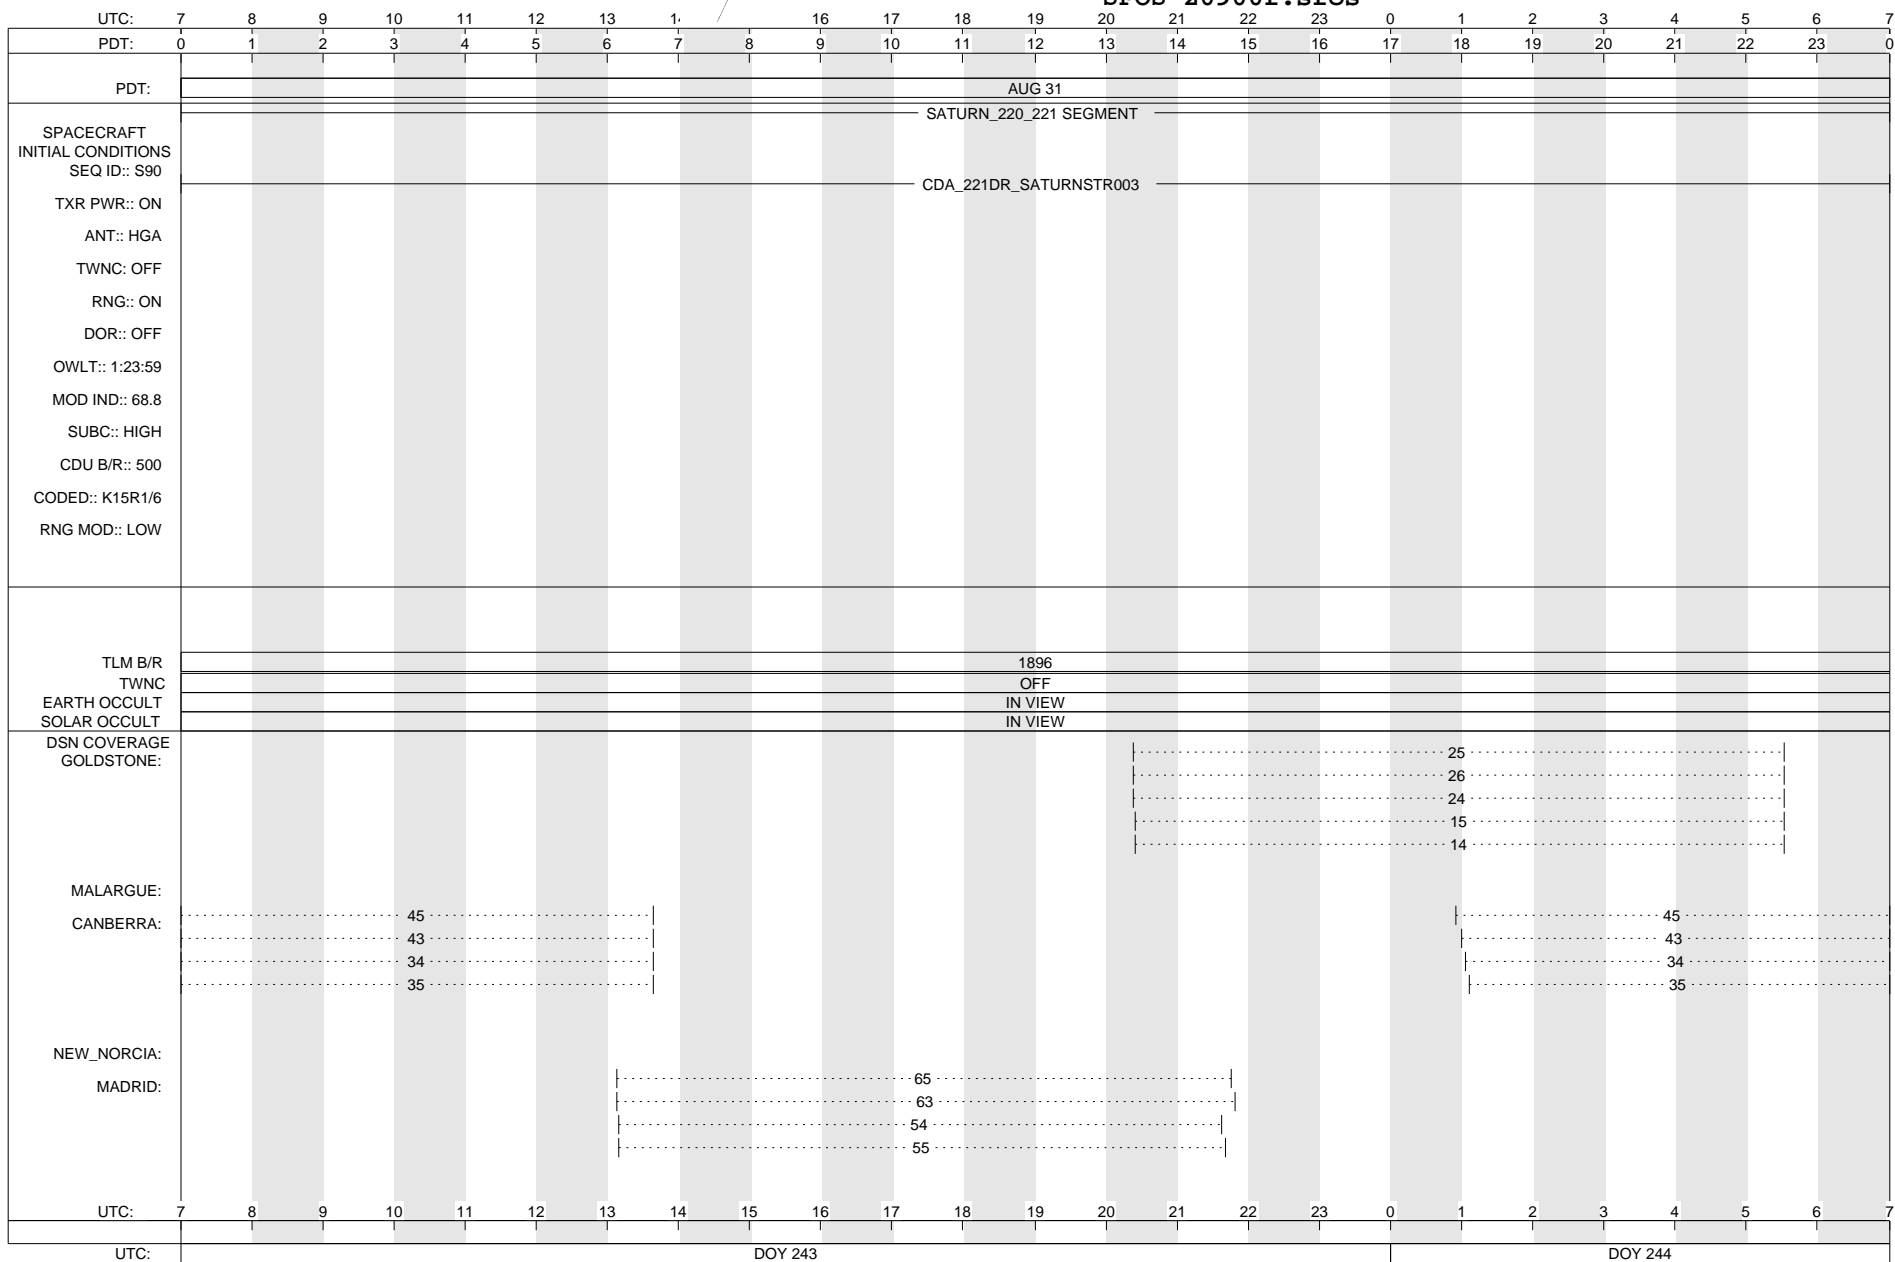 UTC: 7 8 9 10 11 12 13 16 17 18 19 20 21 22 23 0 1 2 3 4 5 6 7
PDT: 0 1 2 3 4 5 6 7 8 9 10 11 12 13 14 15 16 17 18 19 20 21 22 23 0
PDT: AUG 31
SATURN_220_221 SEGMENT
SPACECRAFT
INITIAL CONDITIONS
SEQ ID:: S90
CDA_221DR_SATURNSTR003
TXR PWR:: ON
ANT:: HGA
TWNC: OFF
RNG:: ON
DOR:: OFF
OWLT:: 1:23:59
MOD IND:: 68.8
SUBC:: HIGH
CDU B/R:: 500
CODED:: K15R1/6
RNG MOD:: LOW
TLM B/R 1896
TWNC OFF
EARTH OCCULT IN VIEW
SOLAR OCCULT IN VIEW
DSN COVERAGE
GOLDSTONE:
25
26
24
15
14
MALARGUE:
CANBERRA:
45 45
43 43
34 34
35 35
NEW_NORCIA:
MADRID:
65
63
54
55
UTC: 7 8 9 10 11 12 13 14 15 16 17 18 19 20 21 22 23 0 1 2 3 4 5 6 7
UTC: DOY 243 DOY 244